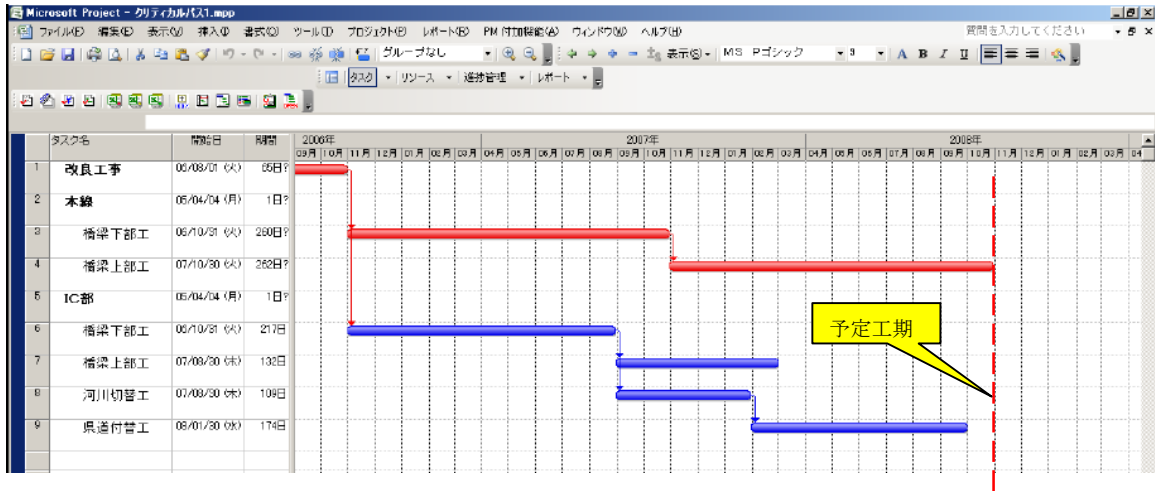 Microsoft Project - クリティカルパス1.mpp
ファイル(F) 編集(E) 表示(V) 挿入(I) 書式(O) ツール(T) プロジェクト(P) レポート(R) PM 付加機能(A) ウィンドウ(W) ヘルプ(H) 質問を入力してください
グループなし 表示(S) MS Pゴシック 9 A B I U
タスク リソース 進捗管理 レポート
タスク名 開始日 期間 2006年 2007年 2008年
09月 10月 11月 12月 01月 02月 03月 04月 05月 06月 07月 08月 09月 10月 11月 12月 01月 02月 03月 04月 05月 06月 07月 08月 09月 10月 11月 12月 01月 02月 03月 04
1 改良工事 06/08/01 (火) 65日?
2 本線 05/04/04 (月) 1日?
3 橋梁下部工 06/10/31 (火) 260日?
4 橋梁上部工 07/10/30 (火) 262日?
5 IC部 05/04/04 (月) 1日?
6 橋梁下部工 06/10/31 (火) 217日
予定工期
7 橋梁上部工 07/08/30 (木) 132日
8 河川切替工 07/08/30 (木) 109日
9 県道付替工 08/01/30 (水) 174日